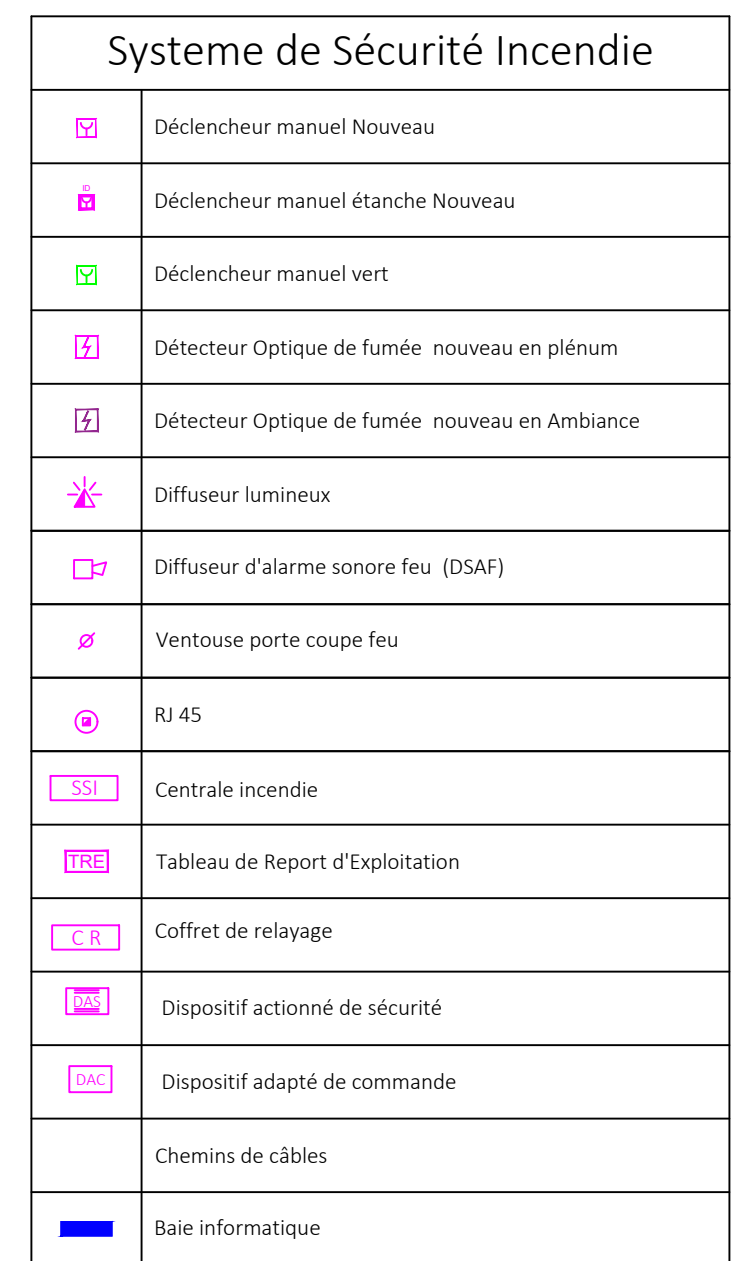 Systeme de Sécurité Incendie
Déclencheur manuel Nouveau
ID
Déclencheur manuel étanche Nouveau
Déclencheur manuel vert
Détecteur Optique de fumée  nouveau en plénum
Détecteur Optique de fumée  nouveau en Ambiance
Diffuseur lumineux
Diffuseur d'alarme sonore feu  (DSAF)
Ventouse porte coupe feu
RJ 45
SSI Centrale incendie
TRE Tableau de Report d'Exploitation
C R Coffret de relayage
DAS Dispositif actionné de sécurité
DAC Dispositif adapté de commande
Chemins de câbles
Baie informatique